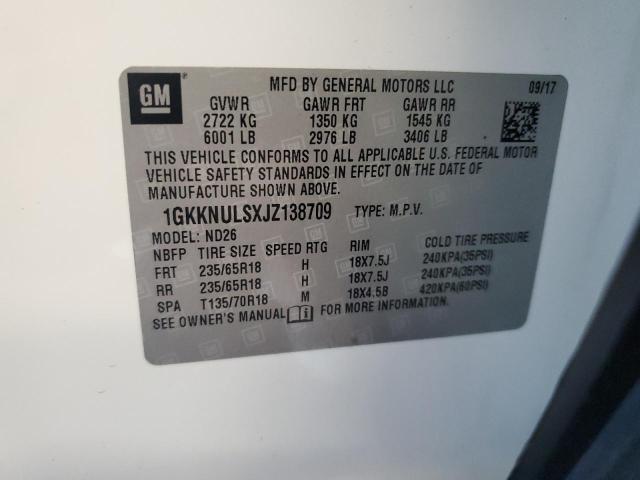 GM
MFD BY GENERAL MOTORS LLC 09/17
GVWR GAWR FRT GAWR RR
2722 KG 1350 KG 1545 KG
6001 LB 2976 LB 3406 LB
THIS VEHICLE CONFORMS TO ALL APPLICABLE U.S. FEDERAL MOTOR
VEHICLE SAFETY STANDARDS IN EFFECT ON THE DATE OF
MANUFACTURE SHOWN ABOVE.
1GKKNULSXJZ138709 TYPE: M.P.V.
MODEL: ND26
NBFP TIRE SIZE SPEED RTG RIM COLD TIRE PRESSURE
FRT 235/65R18 H 18X7.5J 240KPA(35PSI)
RR 235/65R18 H 18X7.5J 240KPA(35PSI)
SPA T135/70R18 M 18X4.5B 420KPA(60PSI)
SEE OWNER'S MANUAL i FOR MORE INFORMATION.